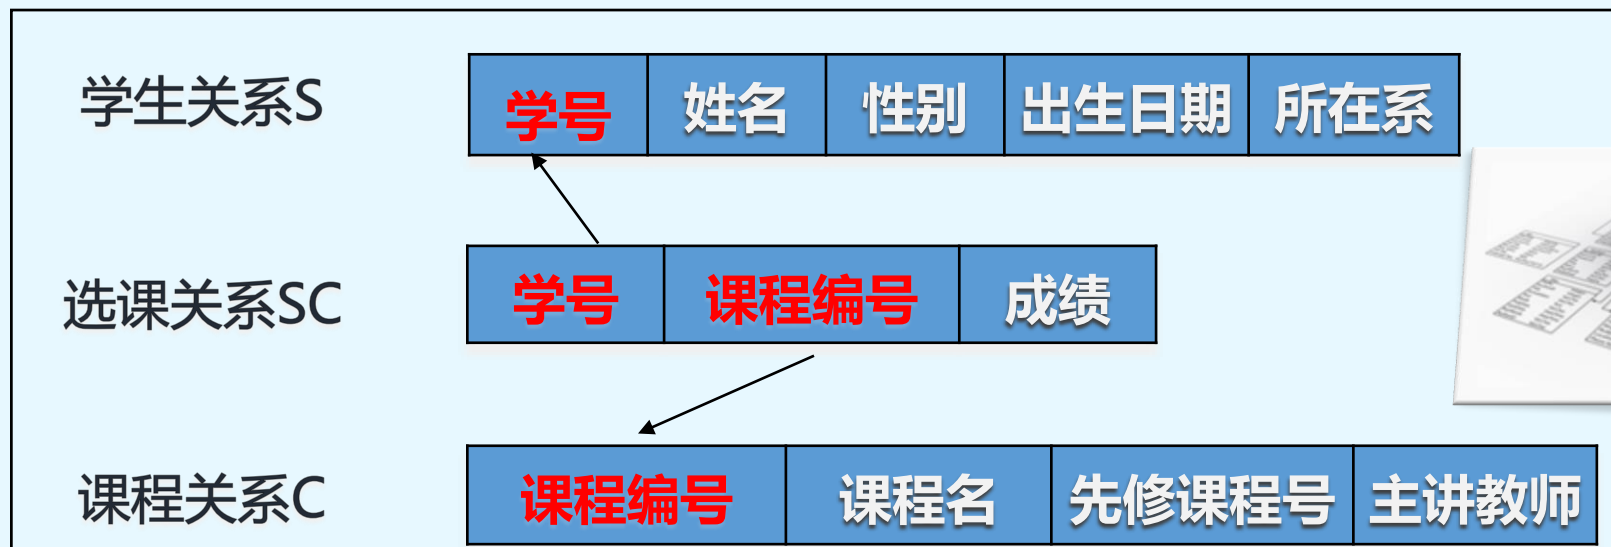 学生关系S 学号 姓名 性别 出生日期 所在系
选课关系SC 学号 课程编号 成绩
课程关系C 课程编号 课程名 先修课程号 主讲教师